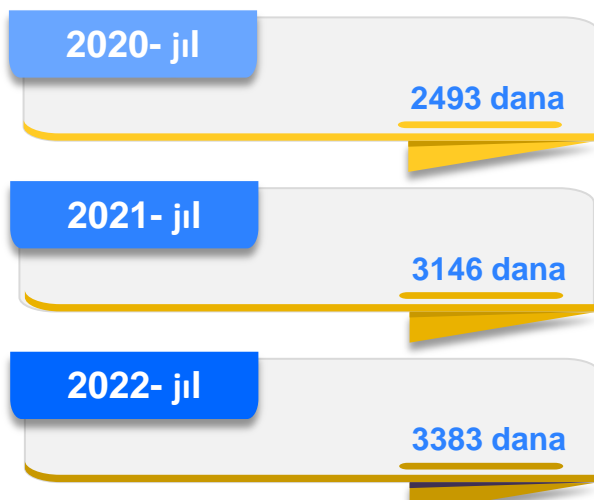 2020- jıl
2493 dana
2021- jıl
3146 dana
2022- jıl
3383 dana